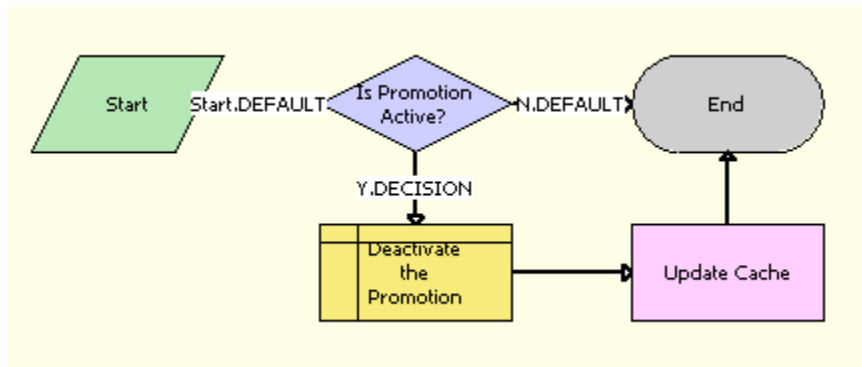 Start
Start.DEFAULT
Is Promotion
Active?
N.DEFAULT
End
Y.DECISION
Deactivate
the
Promotion
Update Cache